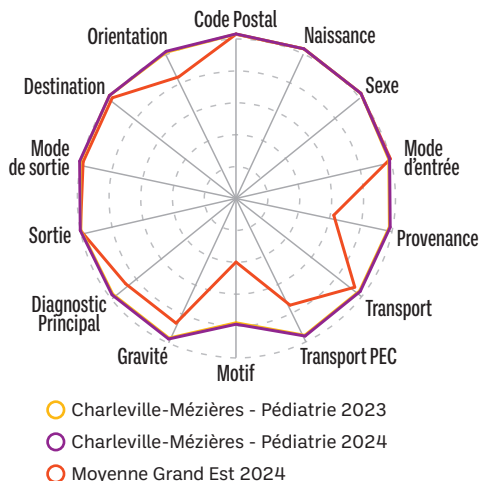 Code Postal
Orientation
Naissance
Destination
Sexe
Mode
de sortie
Mode
d'entrée
Sortie
Provenance
Diagnostic
Principal
Transport
Gravité
Transport PEC
Motif
Charleville-Mézières - Pédiatrie 2023
Charleville-Mézières - Pédiatrie 2024
Moyenne Grand Est 2024